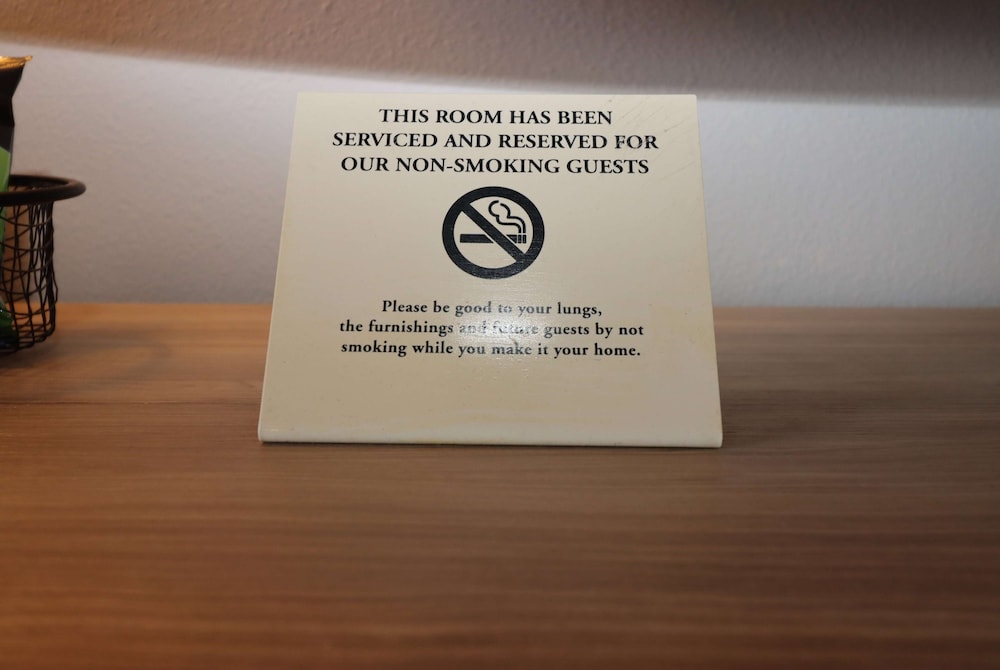 THIS ROOM HAS BEEN
SERVICED AND RESERVED FOR
OUR NON-SMOKING GUESTS
Please be good to your lungs,
the furnishings and future guests by not
smoking while you make it your home.